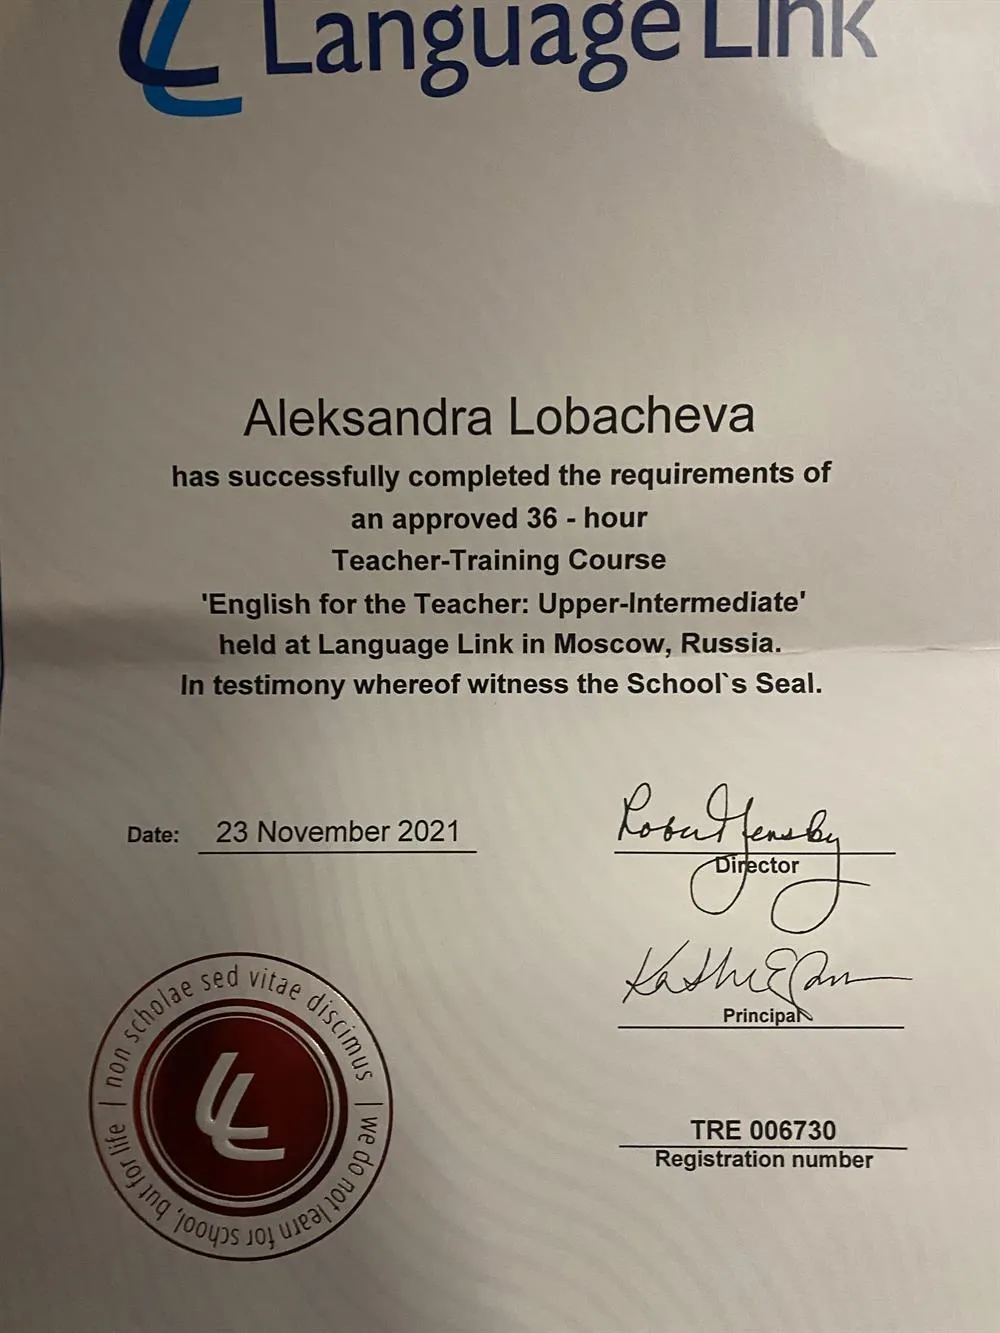 Language Link
Aleksandra Lobacheva
has successfully completed the requirements of
an approved 36 - hour
Teacher-Training Course
'English for the Teacher: Upper-Intermediate'
held at Language Link in Moscow, Russia.
In testimony whereof witness the School`s Seal.
Date: 23 November 2021
Director
Principal
TRE 006730
Registration number
non scholae sed vitae discimus | we do not learn for school, but for life |
LL